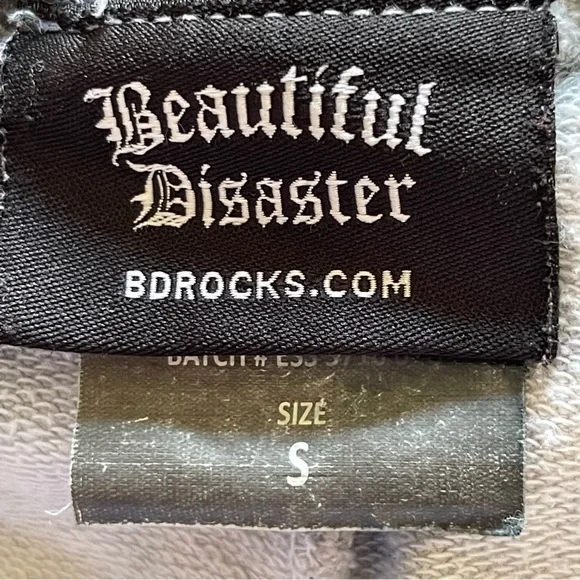 Beautiful
Disaster
BDROCKS.COM
BATCH #
SIZE
S